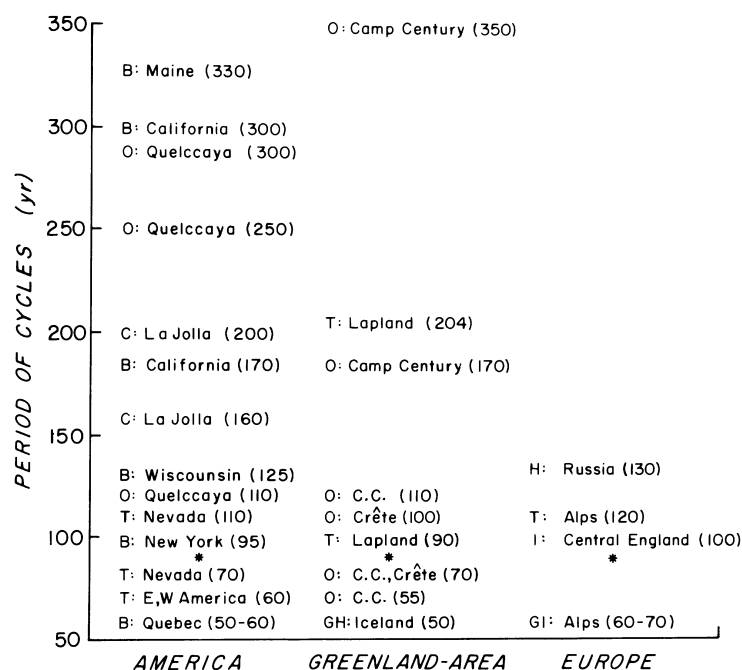 PERIOD OF CYCLES (yr)
350
300
250
200
150
100
50
B: Maine (330)
B: California (300)
O: Quelccaya (300)
O: Quelccaya (250)
C: La Jolla (200)
B: California (170)
C: La Jolla (160)
B: Wiscounsin (125)
O: Quelccaya (110)
T: Nevada (110)
B: New York (95)
*
T: Nevada (70)
T: E,W America (60)
B: Quebec (50-60)
AMERICA
O: Camp Century (350)
T: Lapland (204)
O: Camp Century (170)
O: C.C. (110)
O: Crête (100)
T: Lapland (90)
*
O: C.C., Crête (70)
O: C.C. (55)
GH: Iceland (50)
GREENLAND-AREA
H: Russia (130)
T: Alps (120)
I: Central England (100)
*
GI: Alps (60-70)
EUROPE